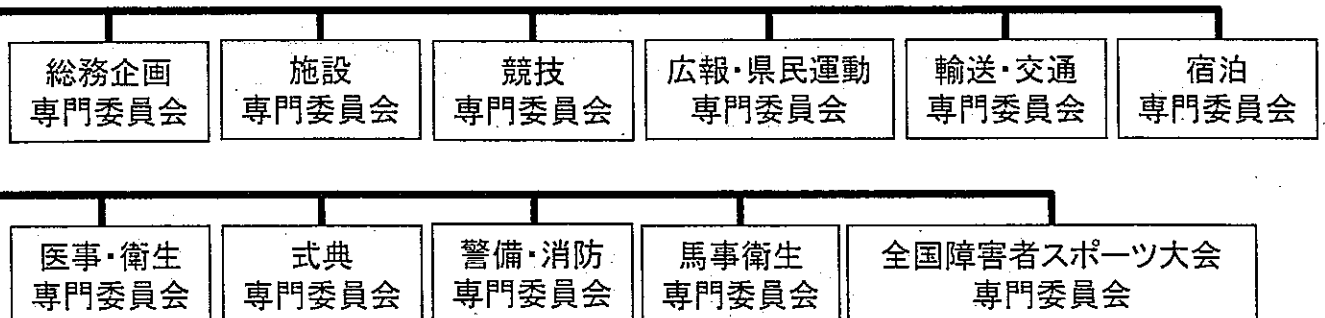 総務企画
専門委員会
施設
専門委員会
競技
専門委員会
広報・県民運動
専門委員会
輸送・交通
専門委員会
宿泊
専門委員会
医事・衛生
専門委員会
式典
専門委員会
警備・消防
専門委員会
馬事衛生
専門委員会
全国障害者スポーツ大会
専門委員会